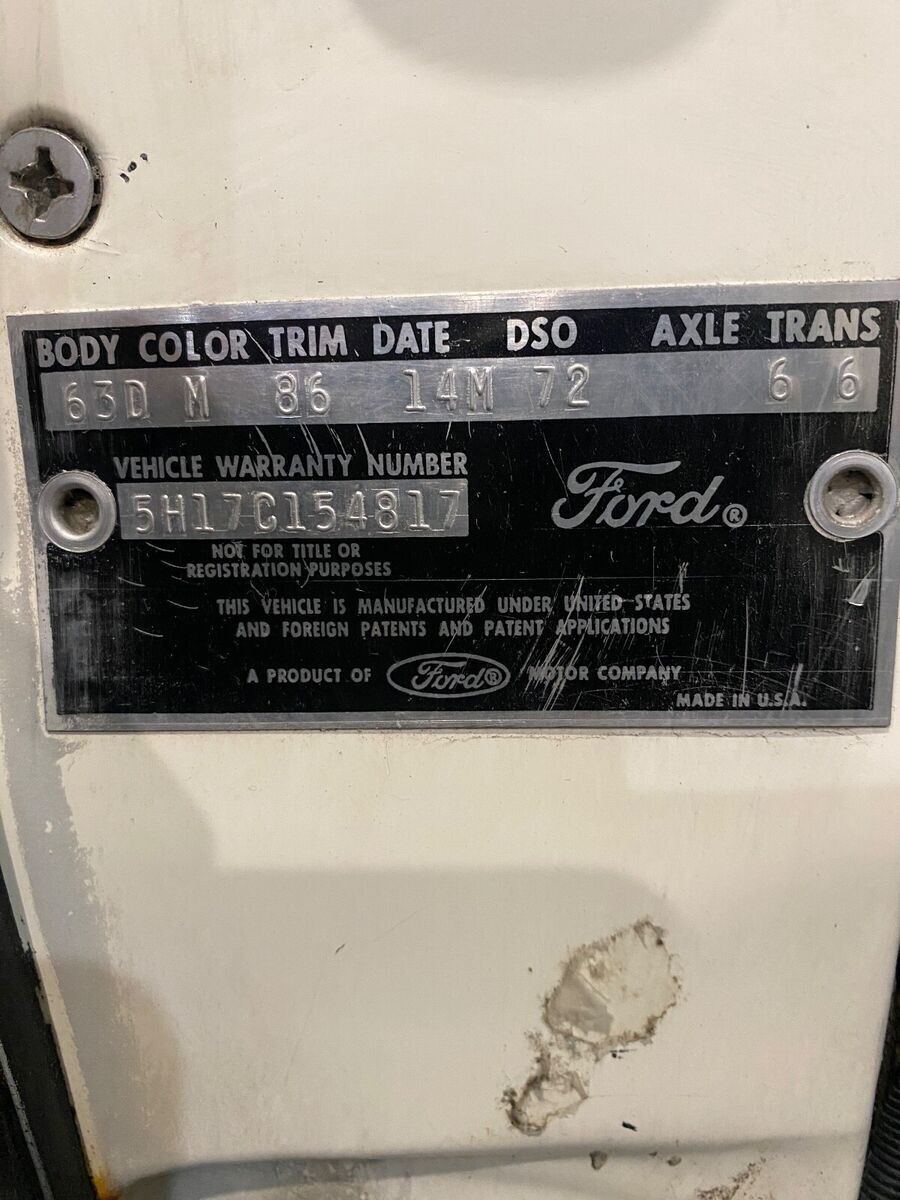 BODY COLOR TRIM DATE DSO AXLE TRANS
63D M 86 14M 72 6 6
VEHICLE WARRANTY NUMBER
5H17C154817
Ford®
NOT FOR TITLE OR
REGISTRATION PURPOSES
THIS VEHICLE IS MANUFACTURED UNDER UNITED STATES
AND FOREIGN PATENTS AND PATENT APPLICATIONS
A PRODUCT OF Ford® MOTOR COMPANY
MADE IN U.S.A.